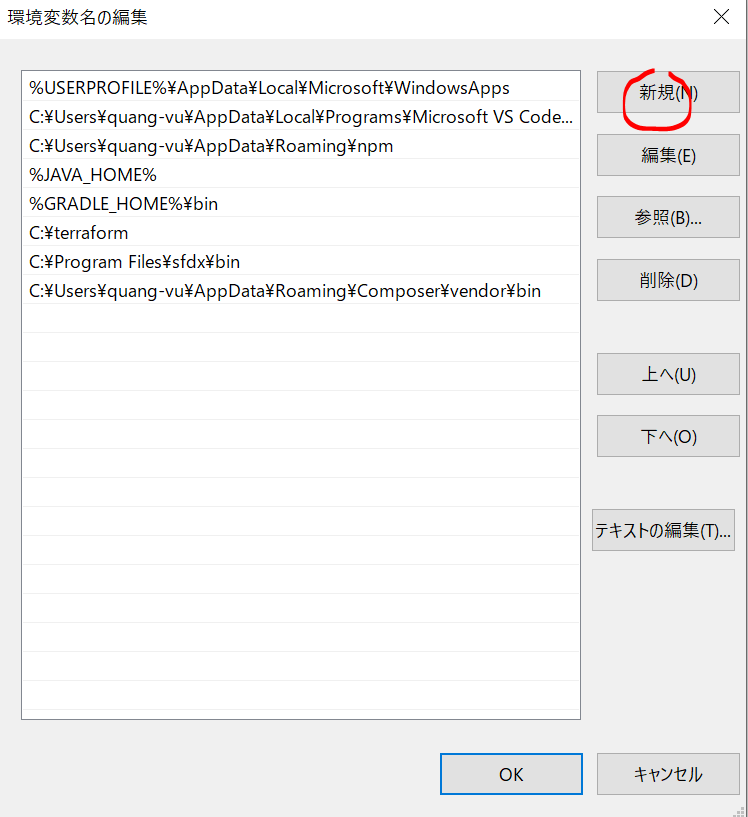 環境変数名の編集
%USERPROFILE%¥AppData¥Local¥Microsoft¥WindowsApps
C:¥Users¥quang-vu¥AppData¥Local¥Programs¥Microsoft VS Code...
C:¥Users¥quang-vu¥AppData¥Roaming¥npm
%JAVA_HOME%
%GRADLE_HOME%¥bin
C:¥terraform
C:¥Program Files¥sfdx¥bin
C:¥Users¥quang-vu¥AppData¥Roaming¥Composer¥vendor¥bin
新規(N)
編集(E)
参照(B)...
削除(D)
上へ(U)
下へ(O)
テキストの編集(T)...
OK
キャンセル